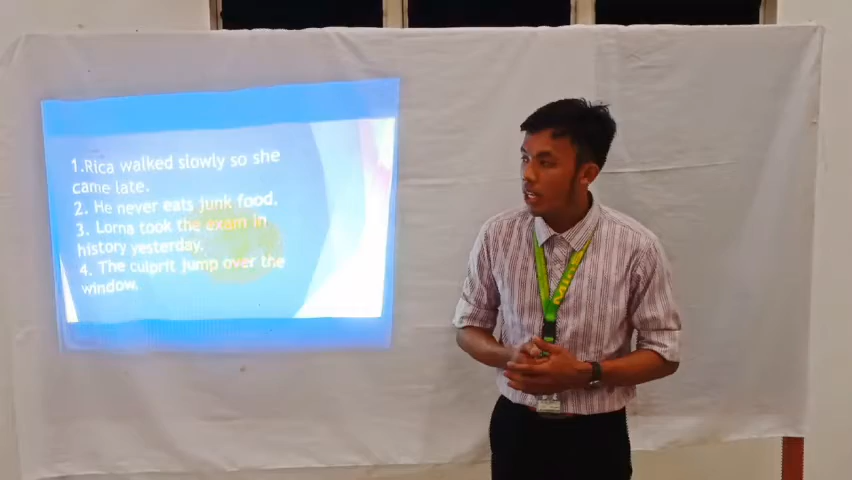 1.Rica walked slowly so she
came late.
2. He never eats junk food.
3. Lorna took the exam in
history yesterday.
4. The culprit jump over the
window.